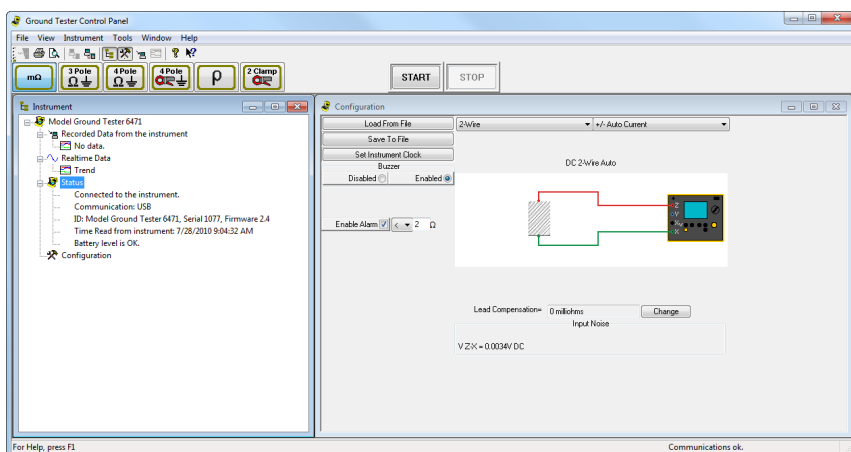 Ground Tester Control Panel
File View Instrument Tools Window Help
mΩ
3 Pole
Ω
4 Pole
Ω
4 Pole
ρ
2 Clamp
Ω
START
STOP
Instrument
Model Ground Tester 6471
Recorded Data from the instrument
No data.
Realtime Data
Trend
Status
Connected to the instrument.
Communication: USB
ID: Model Ground Tester 6471, Serial 1077, Firmware 2.4
Time Read from instrument: 7/28/2010 9:04:32 AM
Battery level is OK.
Configuration
Configuration
Load From File
Save To File
Set Instrument Clock
Buzzer
Disabled Enabled
Enable Alarm < 2 Ω
2-Wire
+/- Auto Current
DC 2-Wire Auto
Z
Y
X
Lead Compensation= 0 milliohms Change
Input Noise
V Z-X = 0.0034V DC
For Help, press F1
Communications ok.